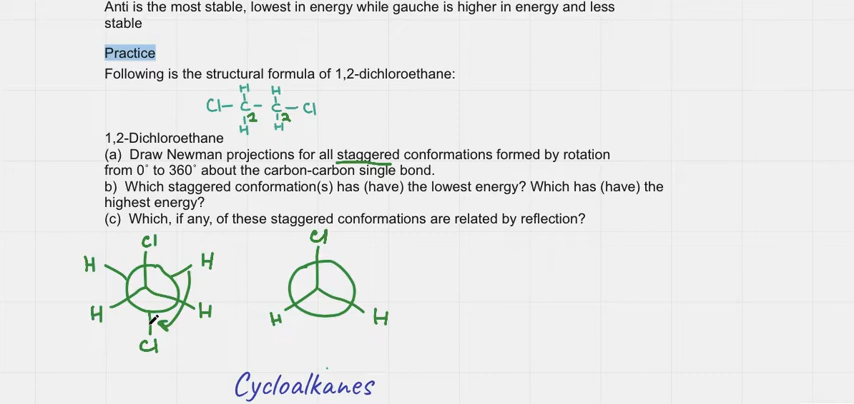 Anti is the most stable, lowest in energy while gauche is higher in energy and less
stable
Practice
Following is the structural formula of 1,2-dichloroethane:
H H
Cl– C – C – Cl
2 2
H H
1,2-Dichloroethane
(a) Draw Newman projections for all staggered conformations formed by rotation
from 0˚ to 360˚ about the carbon-carbon single bond.
b) Which staggered conformation(s) has (have) the lowest energy? Which has (have) the
highest energy?
(c) Which, if any, of these staggered conformations are related by reflection?
Cl Cl
H H
H H H H
Cl
Cycloalkanes